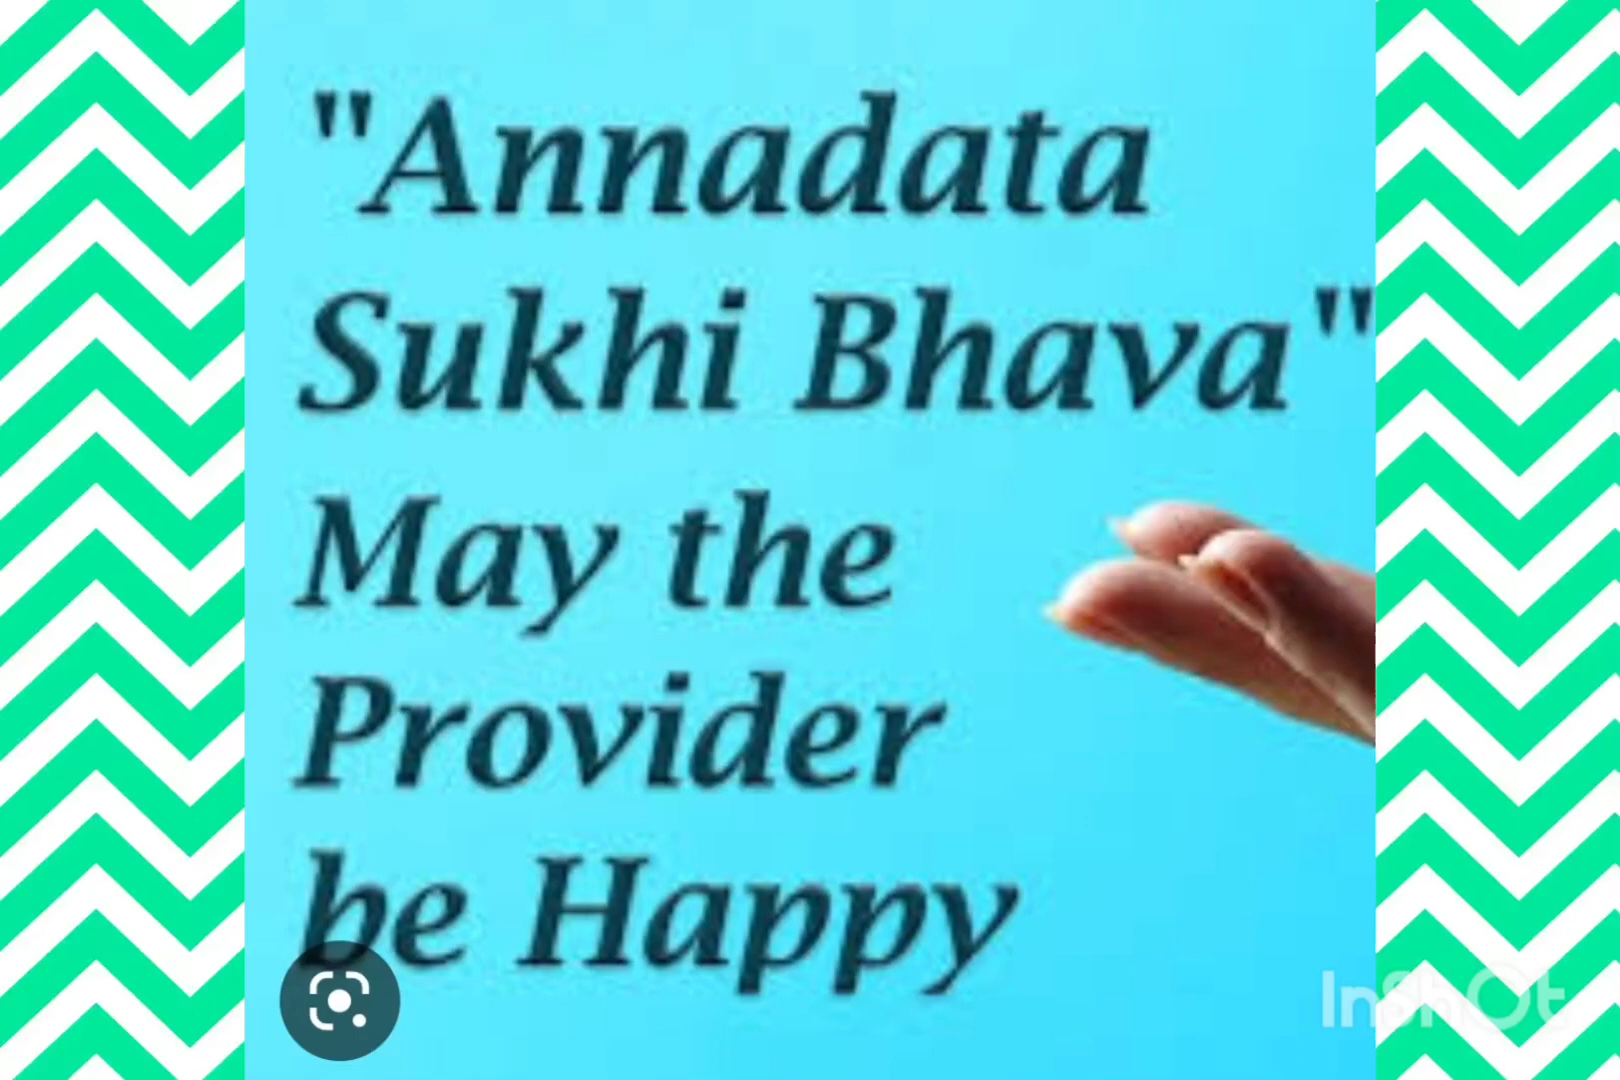 "Annadata
Sukhi Bhava"
May the
Provider
be Happy
InShOt